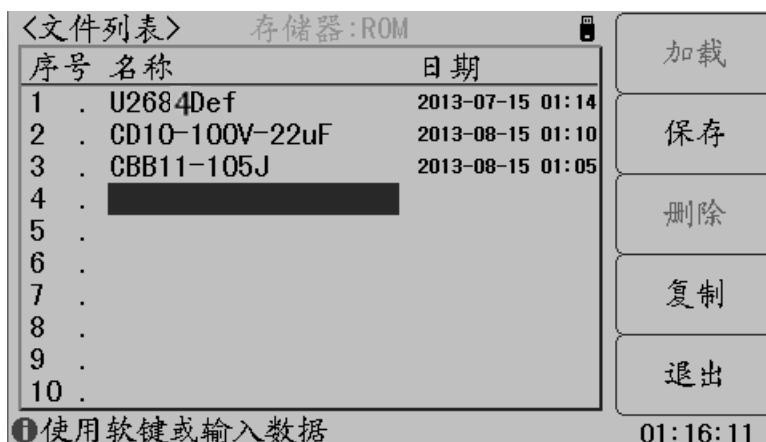 <文件列表> 存储器:ROM
加载
序号 名称 日期
1 . U2684Def 2013-07-15 01:14
2 . CD10-100V-22uF 2013-08-15 01:10
保存
3 . CBB11-105J 2013-08-15 01:05
4 .
删除
5 .
6 .
7 .
复制
8 .
9 .
退出
10 .
使用软键或输入数据 01:16:11